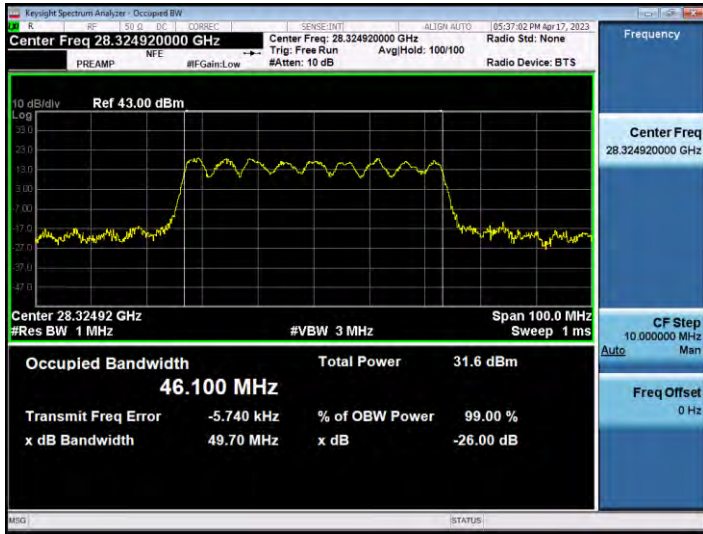 Keysight Spectrum Analyzer - Occupied BW
R RF 50 Ω DC CORREC SENSE:INT ALIGN AUTO 05:37:02 PM Apr 17, 2023
Center Freq 28.324920000 GHz Center Freq: 28.324920000 GHz Radio Std: None Frequency
NFE Trig: Free Run Avg|Hold: 100/100
PREAMP #IFGain:Low #Atten: 10 dB Radio Device: BTS
10 dB/div Ref 43.00 dBm
Log
33.0
23.0
13.0
3.00
-7.00
-17.0
-27.0
-37.0
-47.0
Center 28.32492 GHz Span 100.0 MHz
#Res BW 1 MHz #VBW 3 MHz Sweep 1 ms
Occupied Bandwidth Total Power 31.6 dBm
46.100 MHz
Transmit Freq Error -5.740 kHz % of OBW Power 99.00 %
x dB Bandwidth 49.70 MHz x dB -26.00 dB
Center Freq
28.324920000 GHz
CF Step
10.000000 MHz
Auto Man
Freq Offset
0 Hz
MSG STATUS